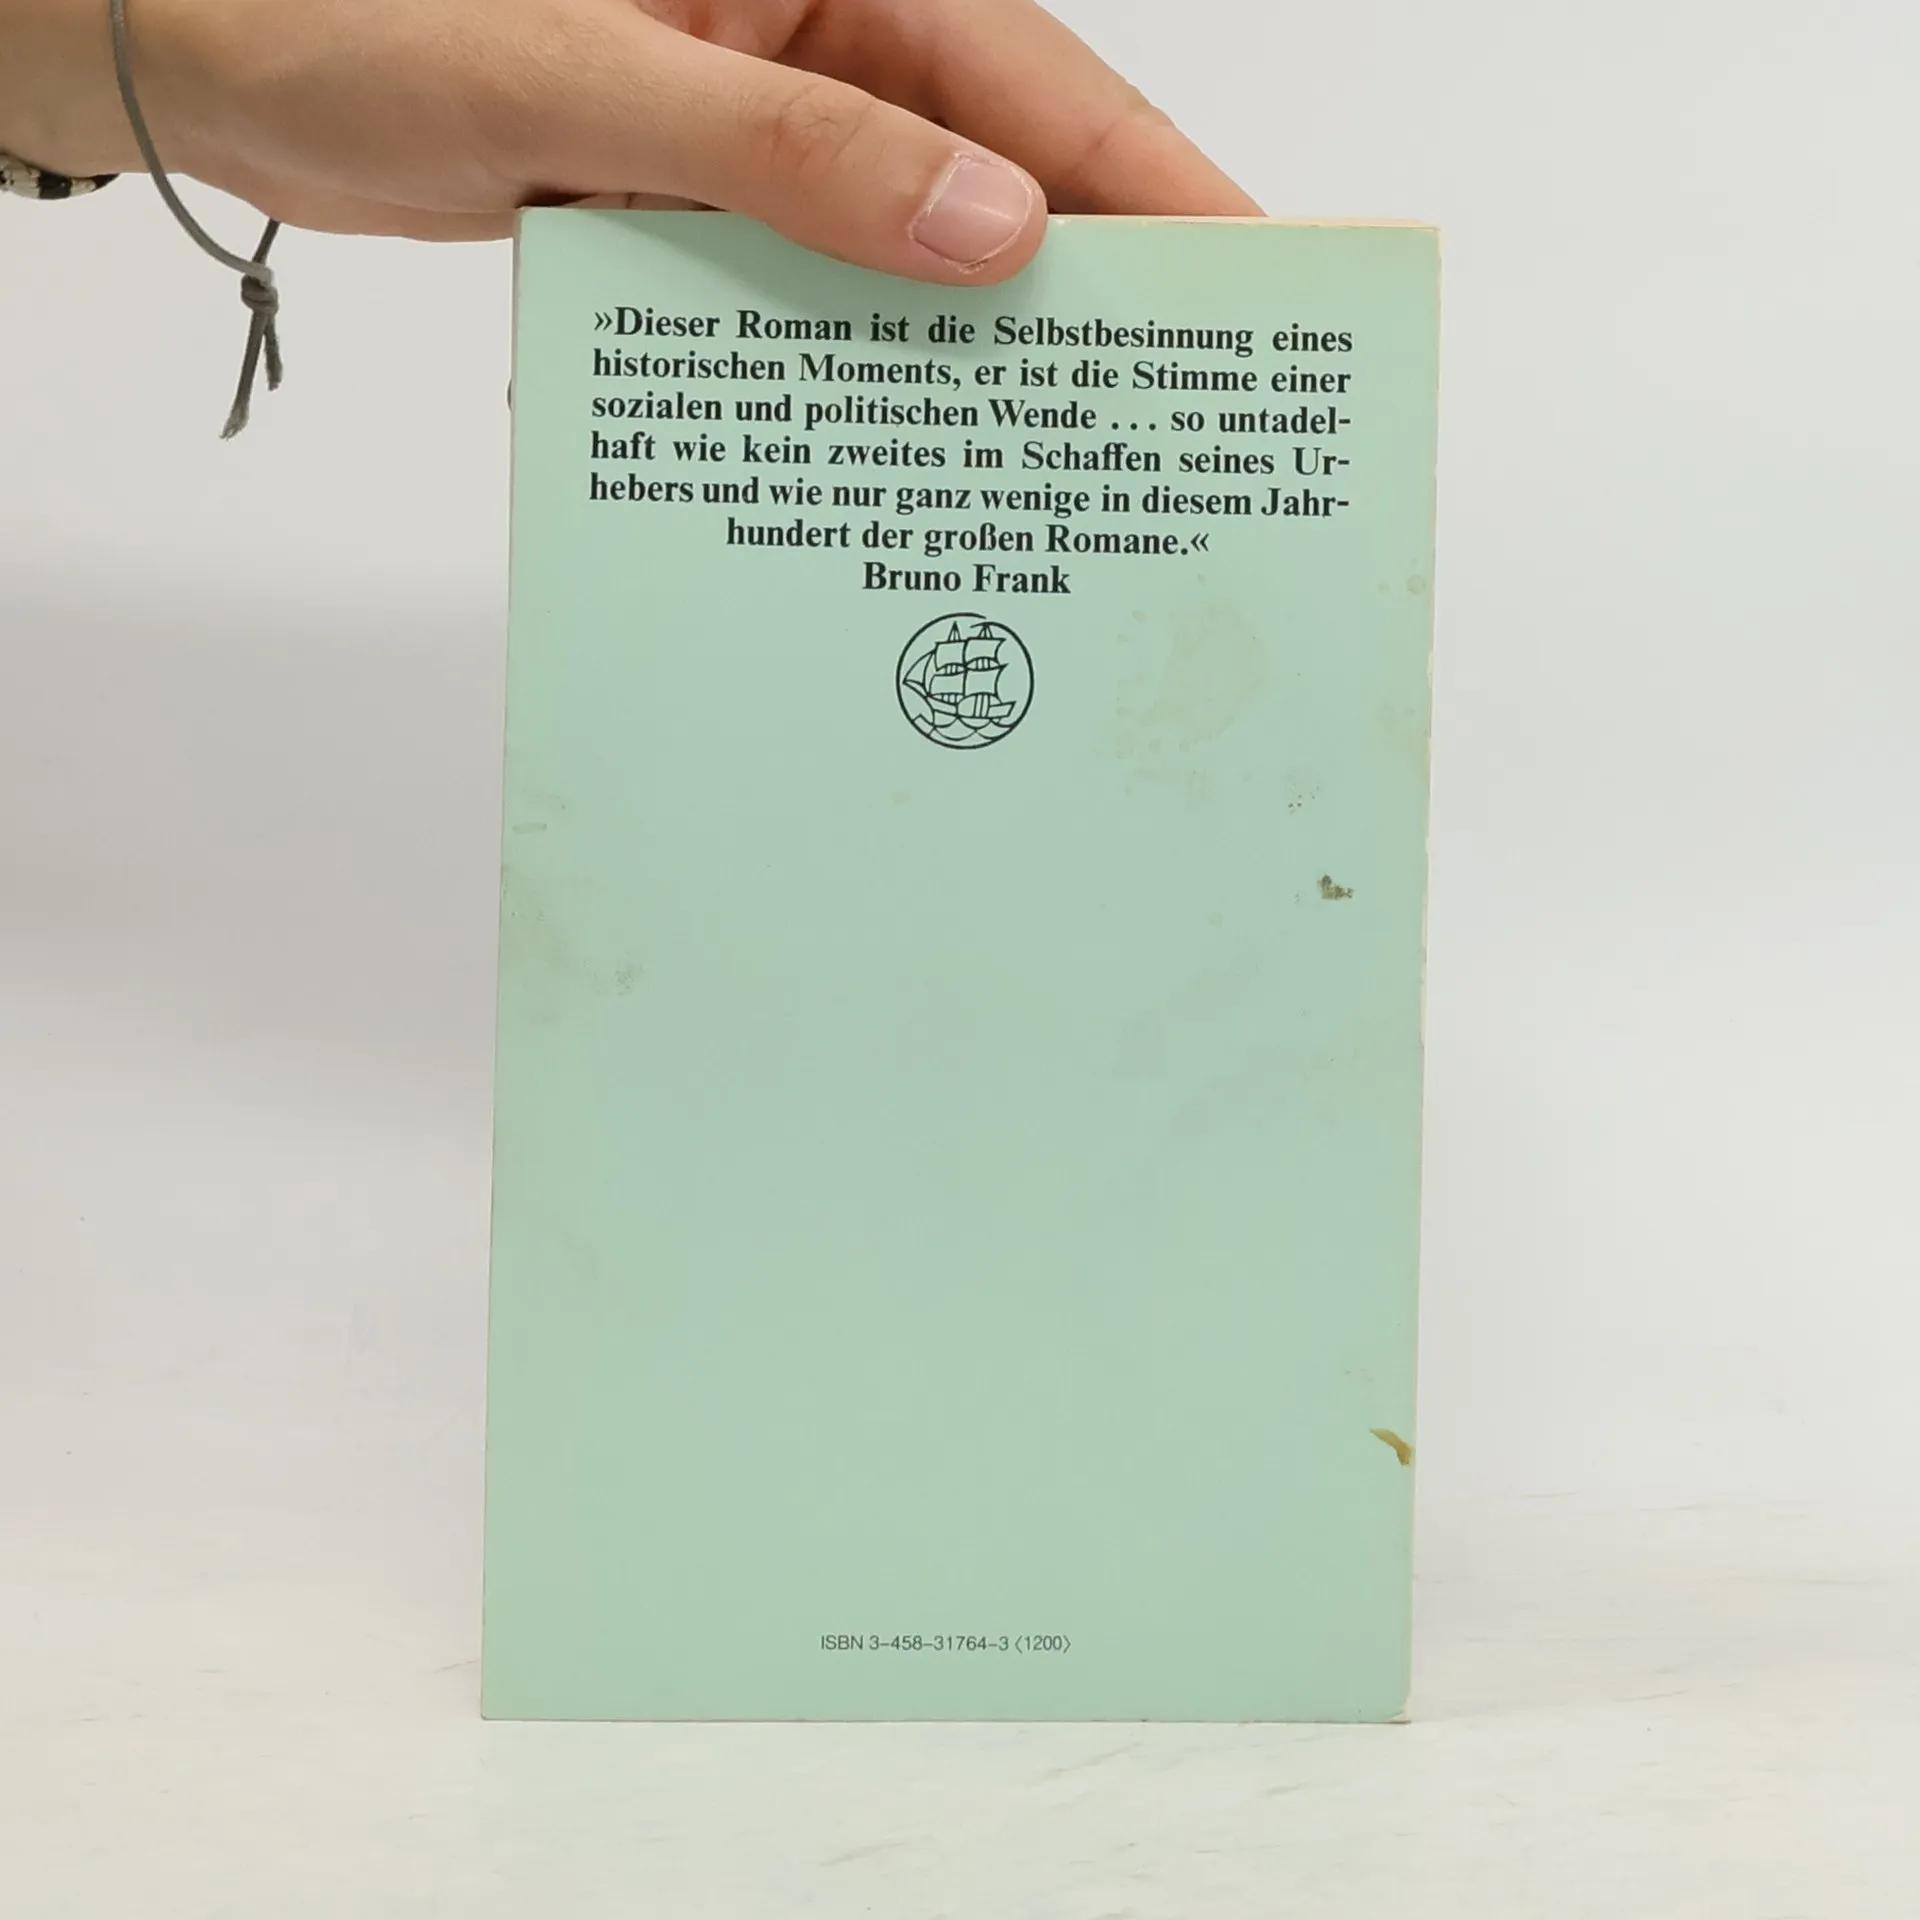 »Dieser Roman ist die Selbstbesinnung eines
historischen Moments, er ist die Stimme einer
sozialen und politischen Wende ... so untadel-
haft wie kein zweites im Schaffen seines Ur-
hebers und wie nur ganz wenige in diesem Jahr-
hundert der großen Romane.«
Bruno Frank
ISBN 3-458-31764-3 ⟨1200⟩